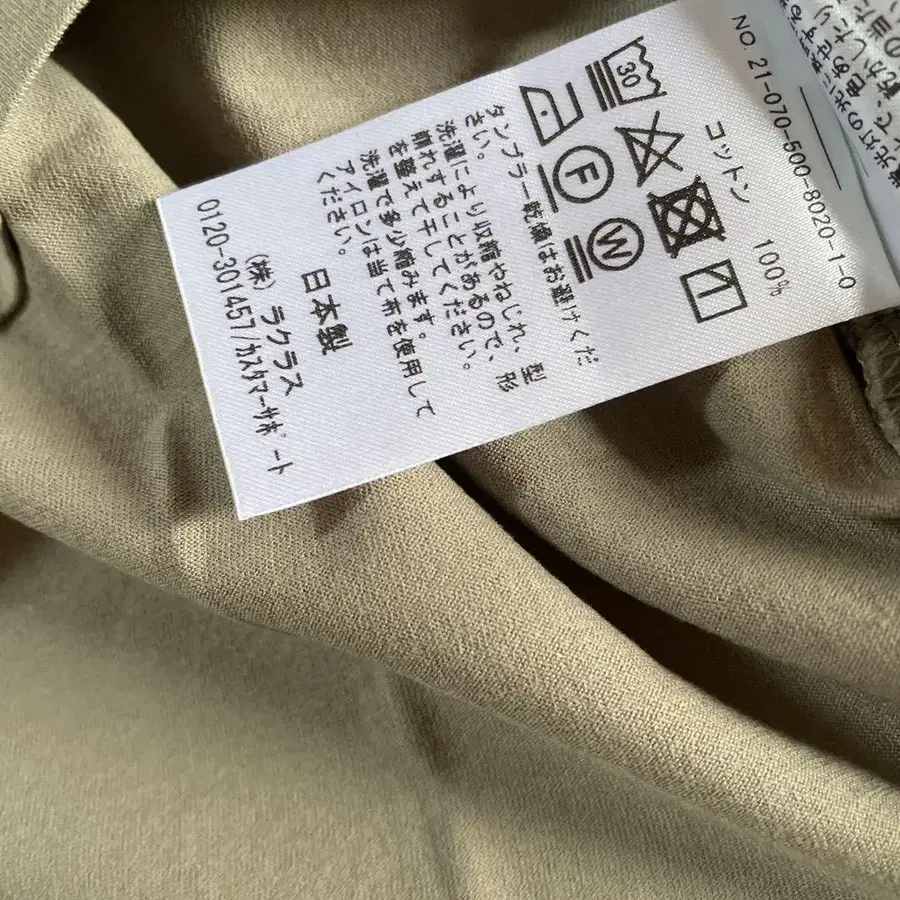 NO. 21-070-500-8020-1-0
コットン 100%
30
F
W
タンブラー乾燥はお避けくだ
さい。
洗濯により収縮やねじれ、型
崩れすることがあるので、形
を整えて干してください。
洗濯で多少縮みます。
アイロンは当て布を使用して
ください。
日本製
(株) ラクラス
0120-301457/ｶｽﾀﾏｰｻﾎﾟｰﾄ